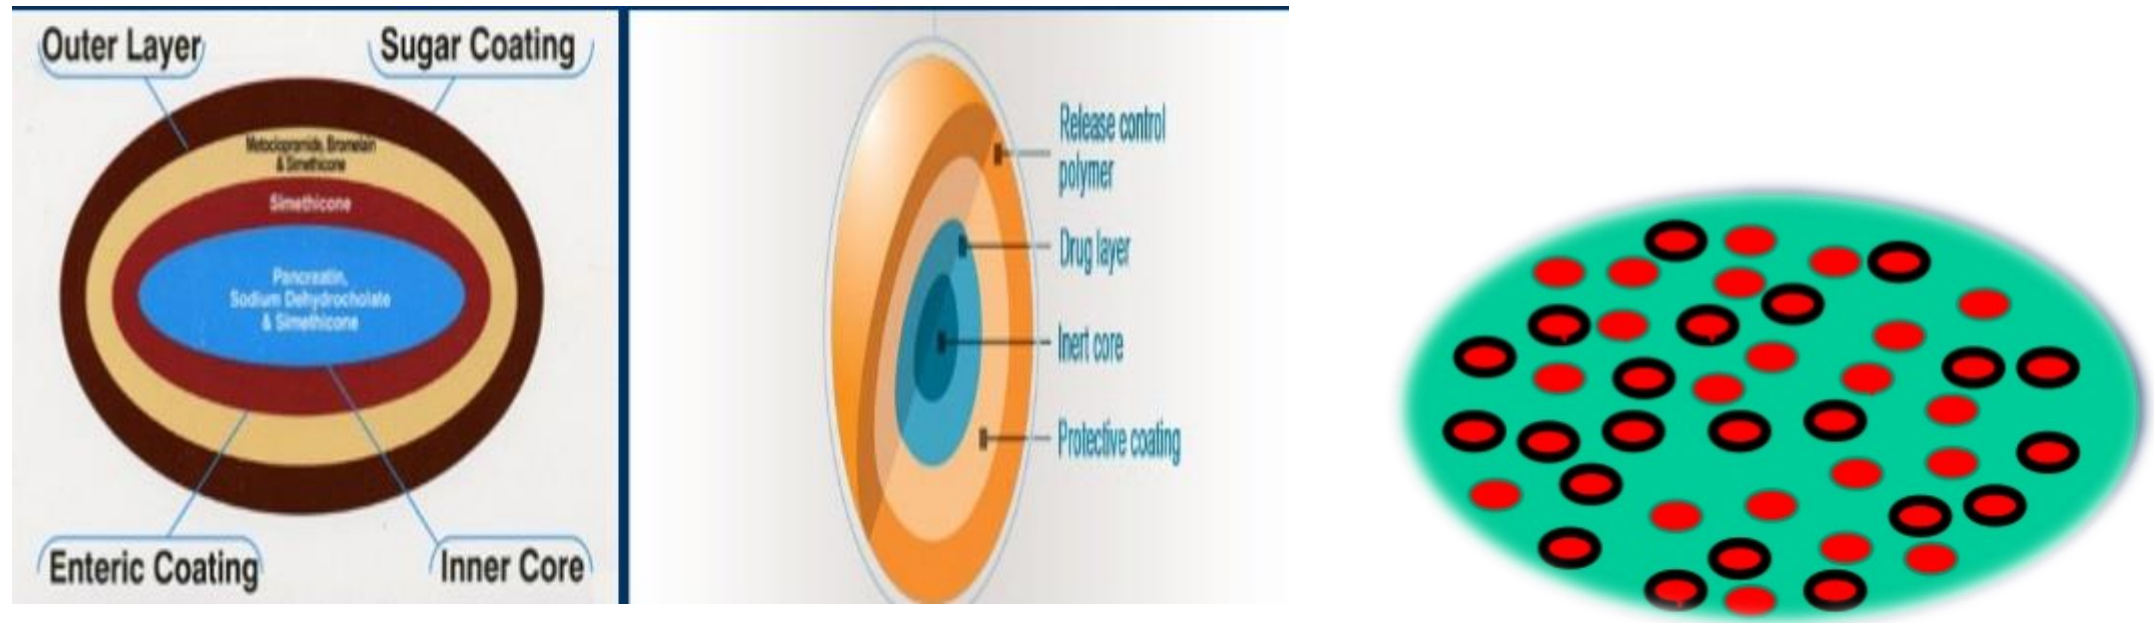 Outer Layer
Sugar Coating
Metoclopromide, Bromelain
& Simethicone
Simethicone
Pancreatin,
Sodium Dehydrocholate
& Simethicone
Enteric Coating
Inner Core
Release control
polymer
Drug layer
Inert core
Protective coating